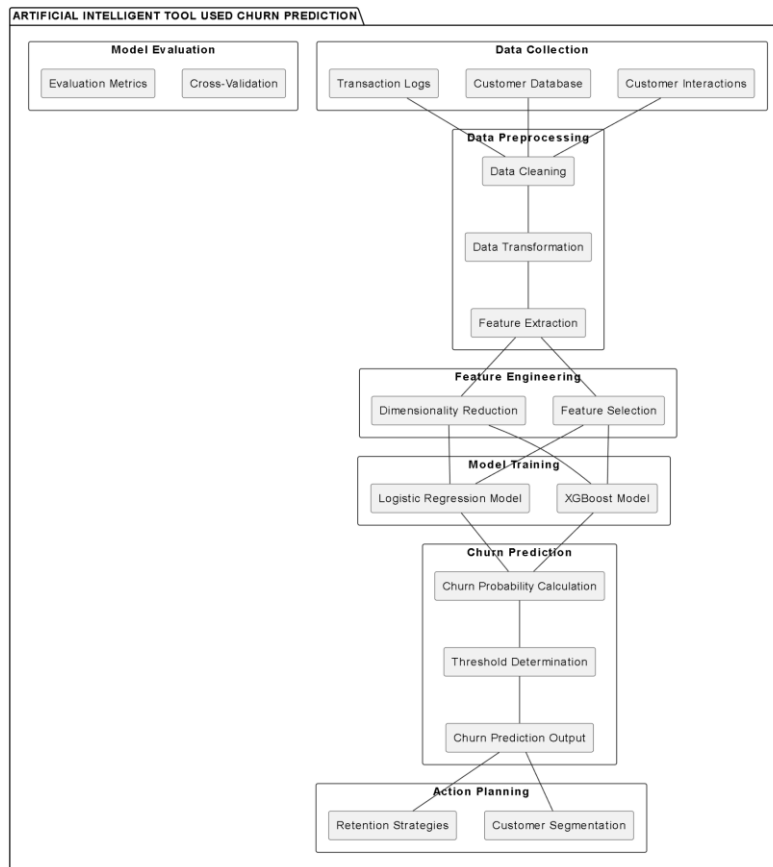 ARTIFICIAL INTELLIGENT TOOL USED CHURN PREDICTION
Model Evaluation
Evaluation Metrics
Cross-Validation
Data Collection
Transaction Logs
Customer Database
Customer Interactions
Data Preprocessing
Data Cleaning
Data Transformation
Feature Extraction
Feature Engineering
Dimensionality Reduction
Feature Selection
Model Training
Logistic Regression Model
XGBoost Model
Churn Prediction
Churn Probability Calculation
Threshold Determination
Churn Prediction Output
Action Planning
Retention Strategies
Customer Segmentation